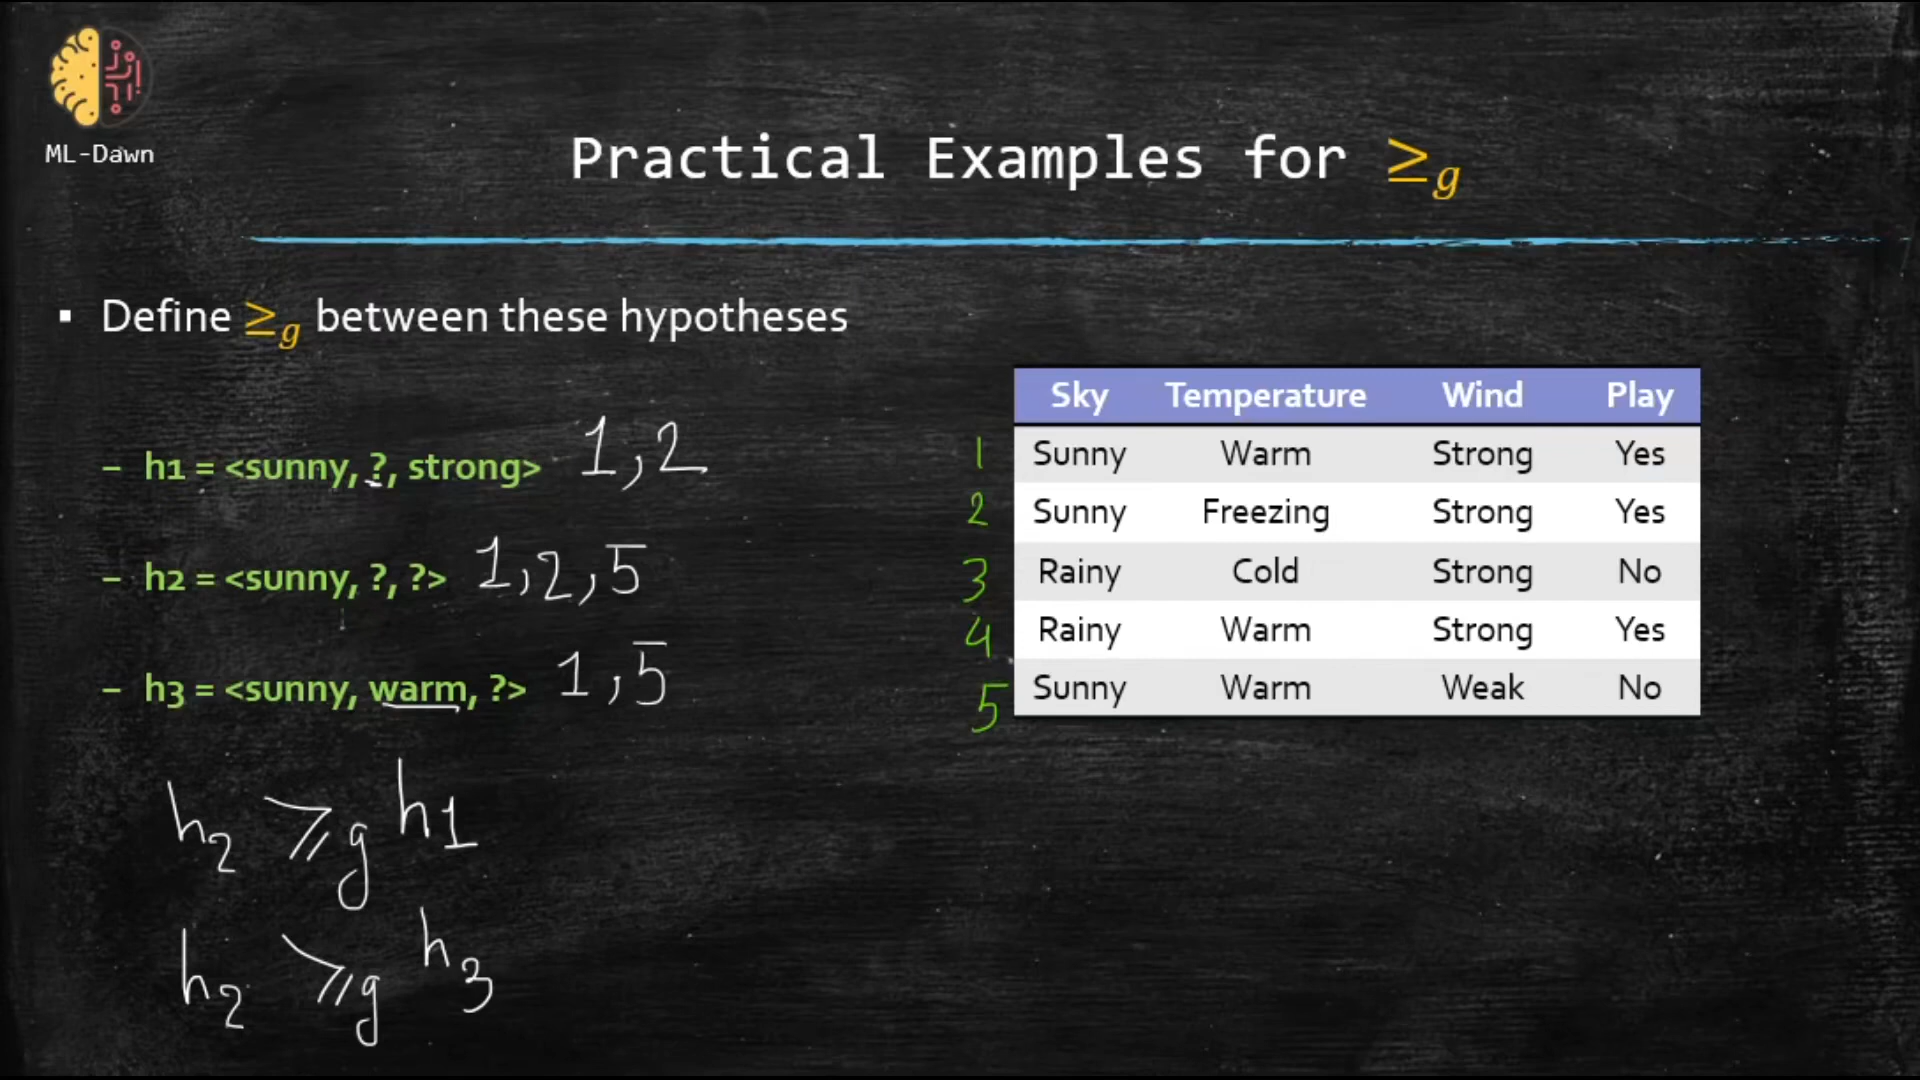 ML-Dawn
Practical Examples for ≥g
▪ Define ≥g between these hypotheses
– h1 = <sunny, ?, strong> 1,2
– h2 = <sunny, ?, ?> 1,2,5
– h3 = <sunny, warm, ?> 1,5
h2 ≥g h1
h2 ≥g h3
Sky Temperature Wind Play
1 Sunny Warm Strong Yes
2 Sunny Freezing Strong Yes
3 Rainy Cold Strong No
4 Rainy Warm Strong Yes
5 Sunny Warm Weak No